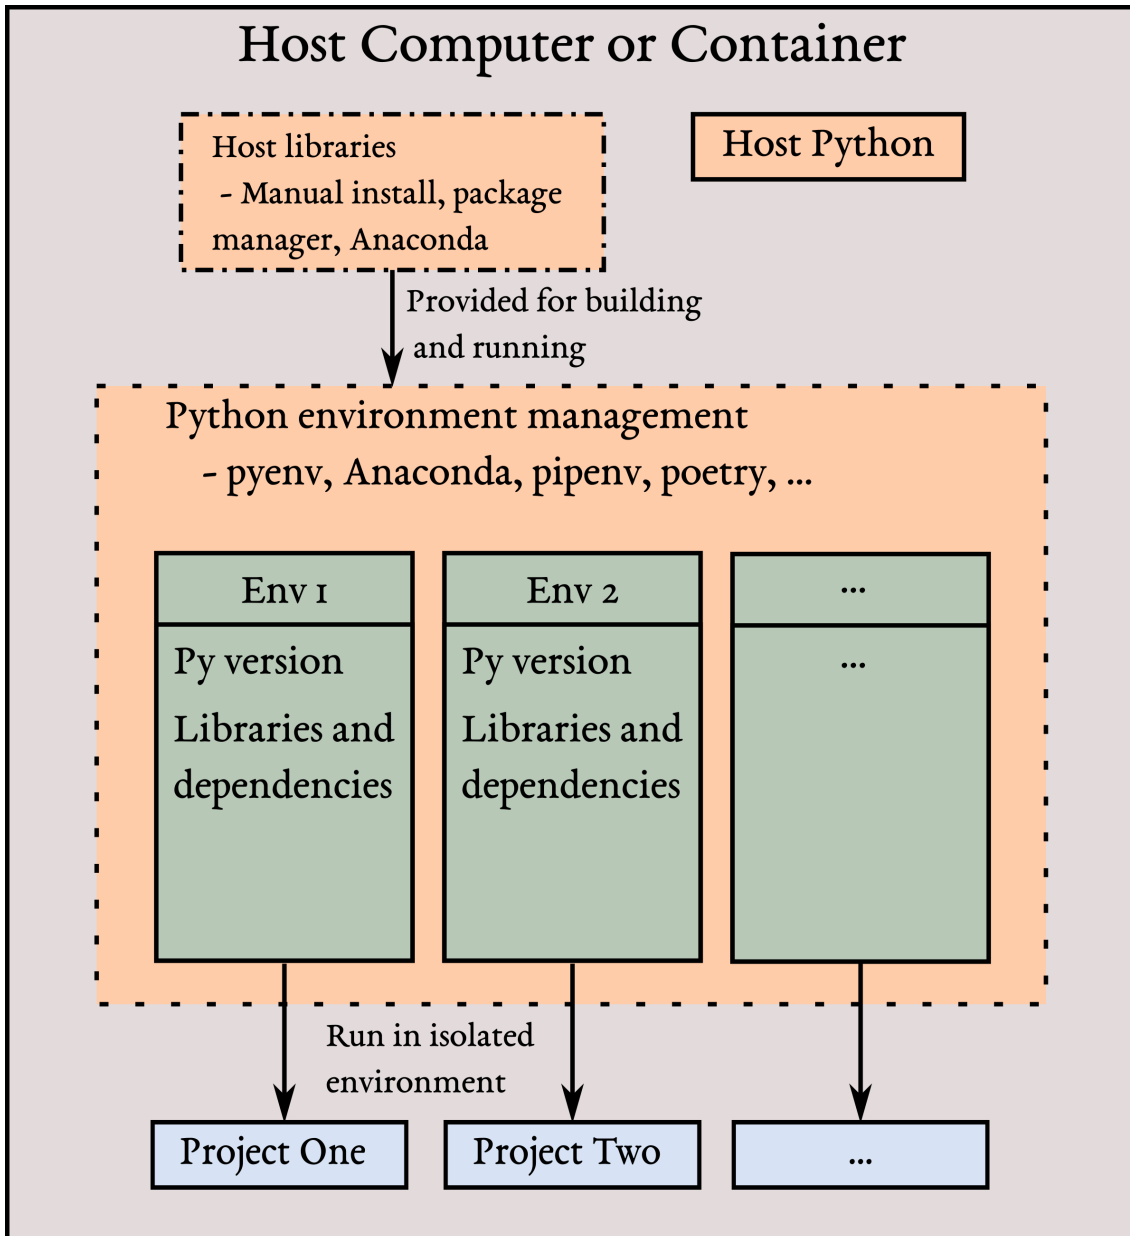 Host Computer or Container
Host libraries
- Manual install, package
manager, Anaconda
Host Python
Provided for building
and running
Python environment management
- pyenv, Anaconda, pipenv, poetry, ...
Env 1
Py version
Libraries and
dependencies
Env 2
Py version
Libraries and
dependencies
...
...
Run in isolated
environment
Project One
Project Two
...